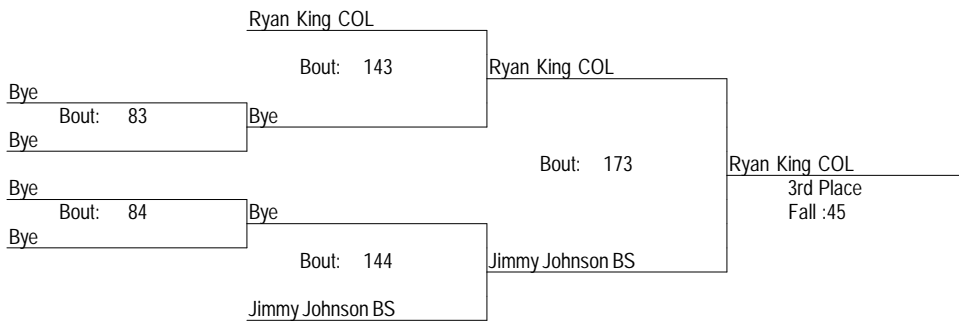 Ryan King COL
Bout: 143
Ryan King COL
Bye
Bout: 83
Bye
Bye
Bout: 173
Ryan King COL
3rd Place
Fall :45
Bye
Bout: 84
Bye
Bye
Bout: 144
Jimmy Johnson BS
Jimmy Johnson BS